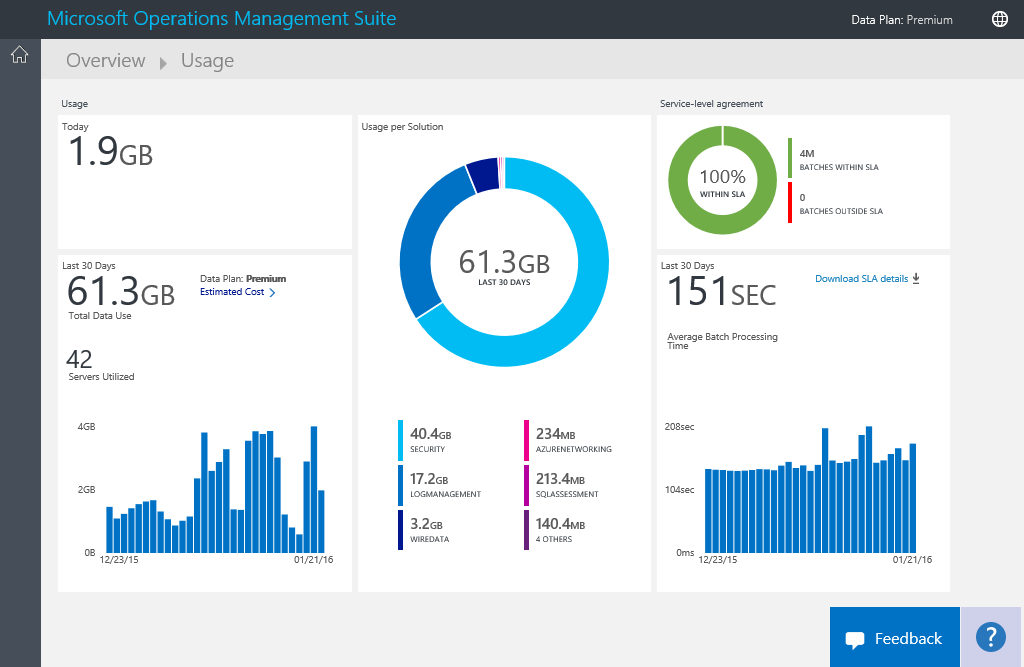 Microsoft Operations Management Suite
Data Plan: Premium
Overview
Usage
Usage
Today
1.9GB
Last 30 Days
61.3GB
Total Data Use
Data Plan: Premium
Estimated Cost
42
Servers Utilized
4GB
2GB
0B
12/23/15
01/21/16
Usage per Solution
61.3GB
LAST 30 DAYS
40.4GB
SECURITY
17.2GB
LOGMANAGEMENT
3.2GB
WIREDATA
234MB
AZURENETWORKING
213.4MB
SQLASSESSMENT
140.4MB
4 OTHERS
Service-level agreement
100%
WITHIN SLA
4M
BATCHES WITHIN SLA
0
BATCHES OUTSIDE SLA
Last 30 Days
151SEC
Download SLA details
Average Batch Processing
Time
208sec
104sec
0ms
12/23/15
01/21/16
Feedback
?